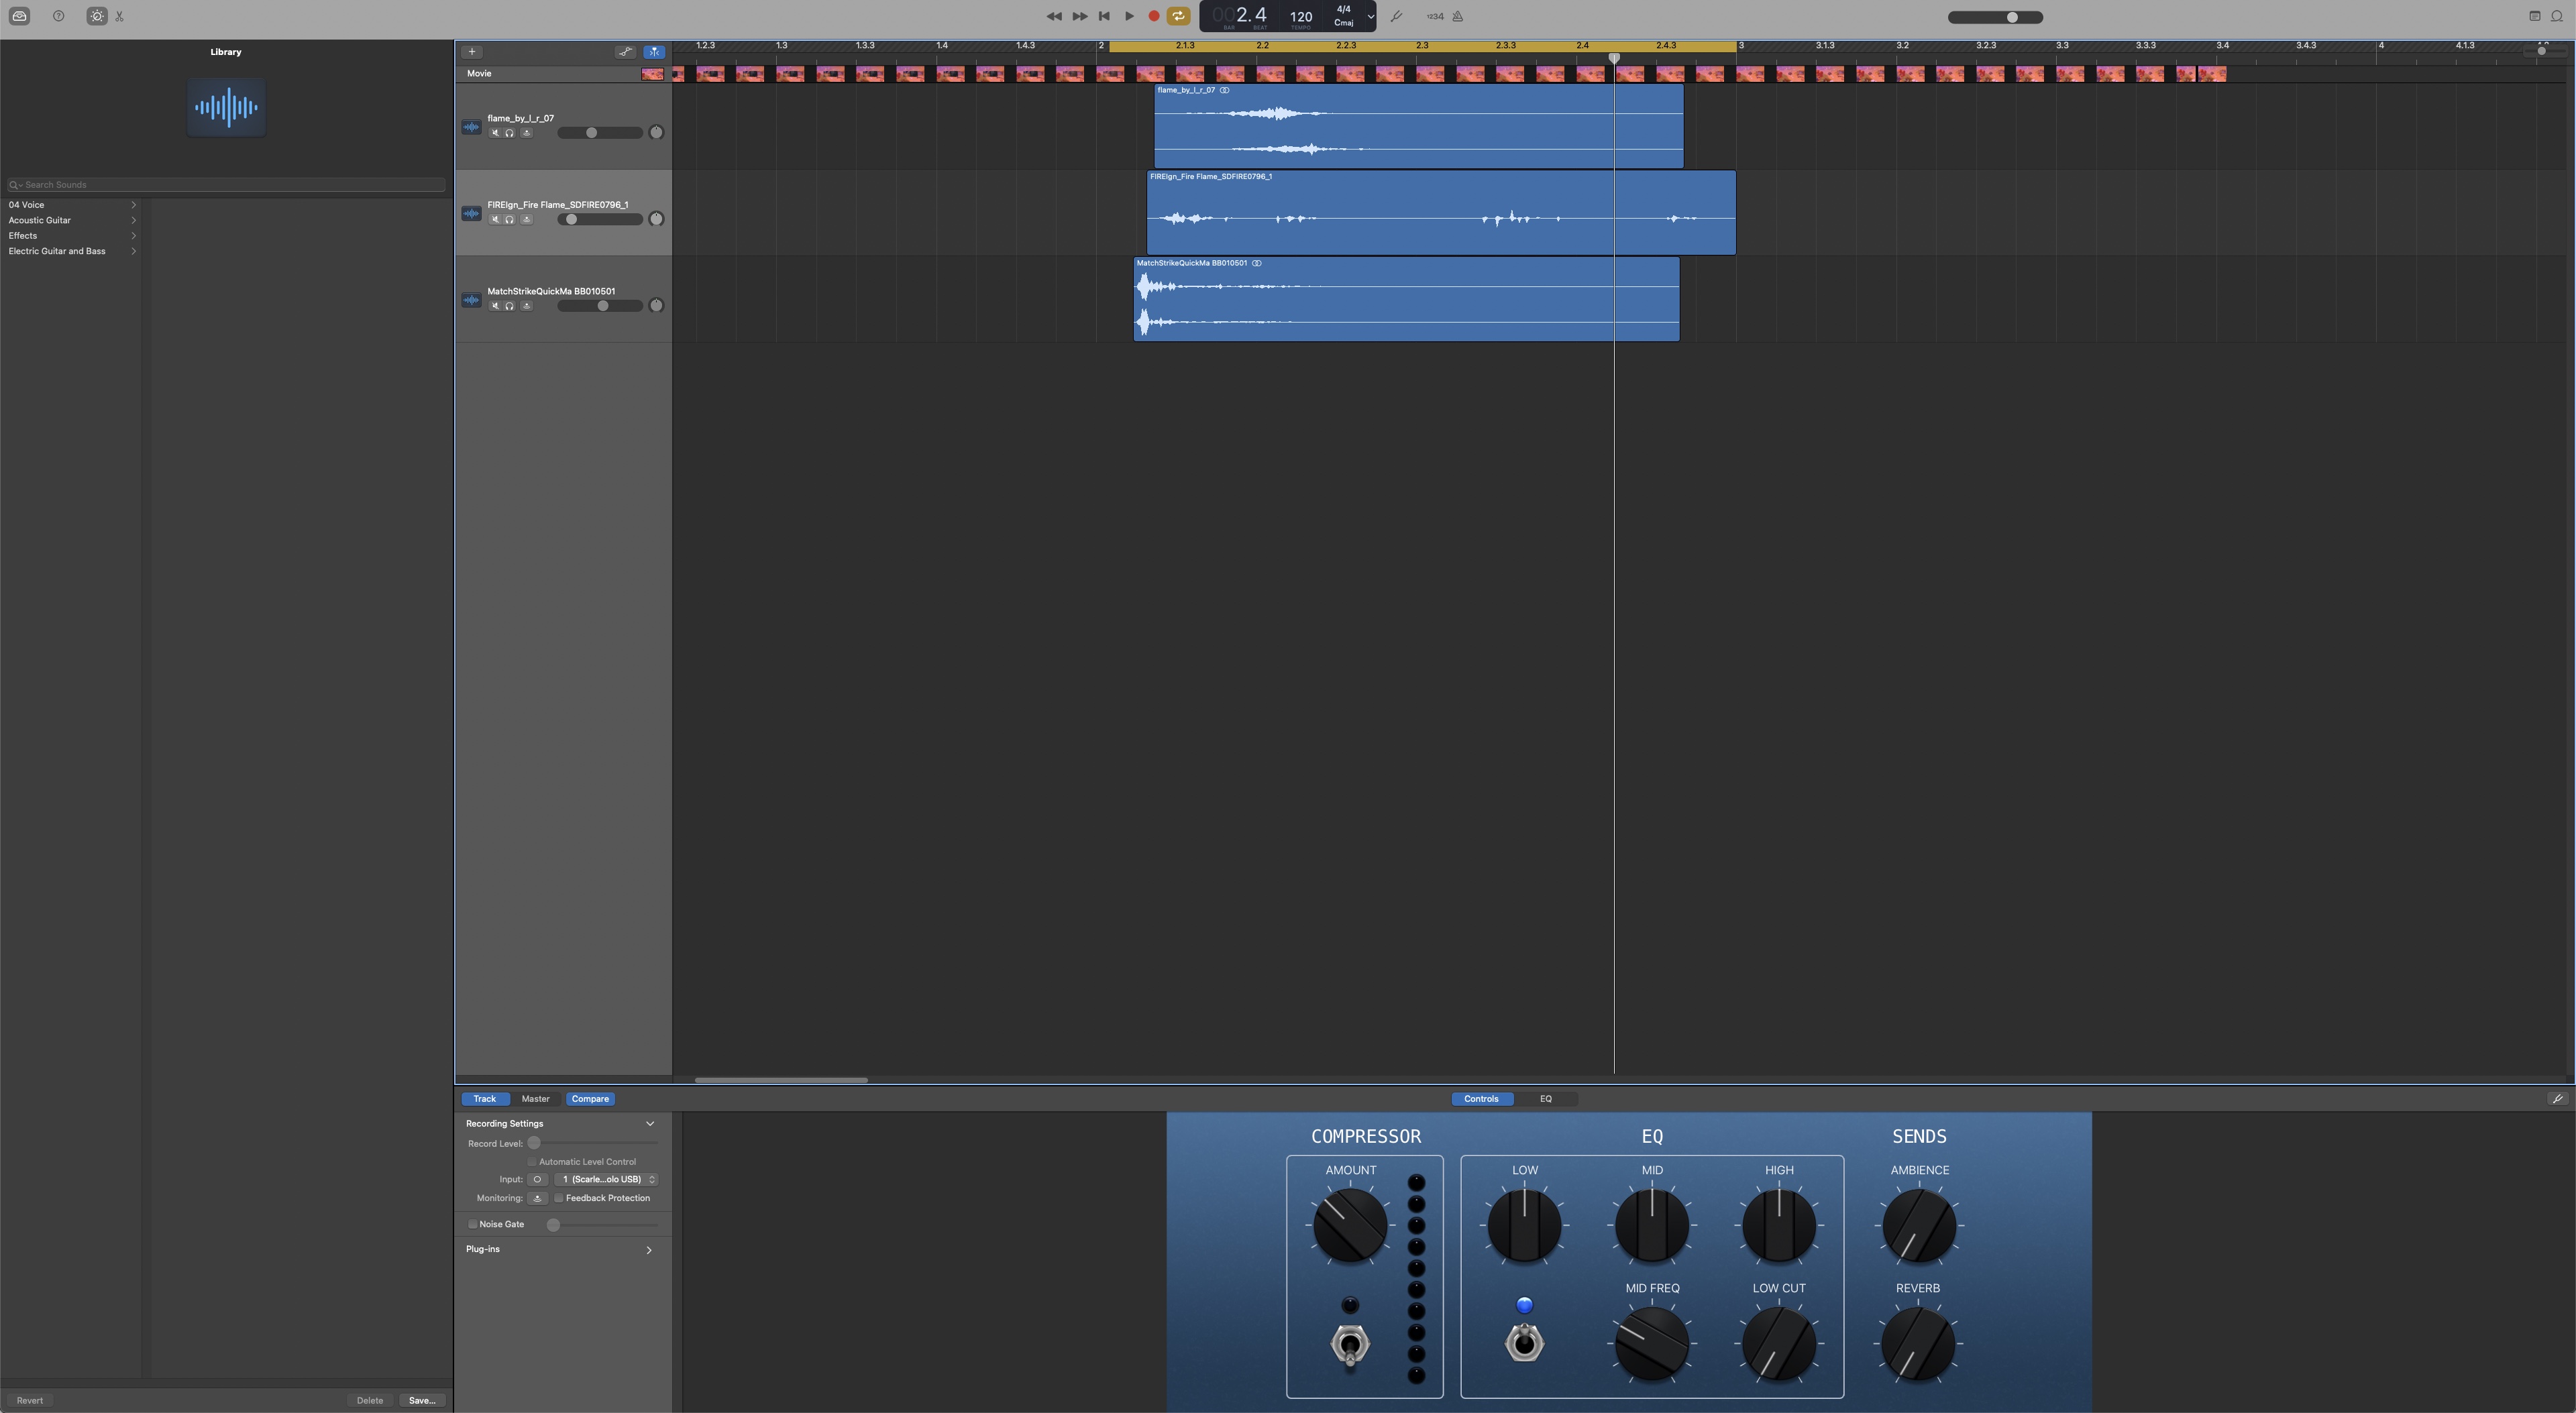 002.4 120 4/4
BAR BEAT TEMPO Cmaj
1234
Library
Search Sounds
04 Voice
Acoustic Guitar
Effects
Electric Guitar and Bass
Revert Delete Save...
1.2.3 1.3 1.3.3 1.4 1.4.3 2 2.1.3 2.2 2.2.3 2.3 2.3.3 2.4 2.4.3 3 3.1.3 3.2 3.2.3 3.3 3.3.3 3.4 3.4.3 4 4.1.3
Movie
flame_by_l_r_07
flame_by_l_r_07
FIREIgn_Fire Flame_SDFIRE0796_1
FIREIgn_Fire Flame_SDFIRE0796_1
MatchStrikeQuickMa BB010501
MatchStrikeQuickMa BB010501
Track Master Compare
Controls EQ
Recording Settings
Record Level:
Automatic Level Control
Input: 1 (Scarle...olo USB)
Monitoring: Feedback Protection
Noise Gate
Plug-ins
COMPRESSOR EQ SENDS
AMOUNT LOW MID HIGH AMBIENCE
MID FREQ LOW CUT REVERB